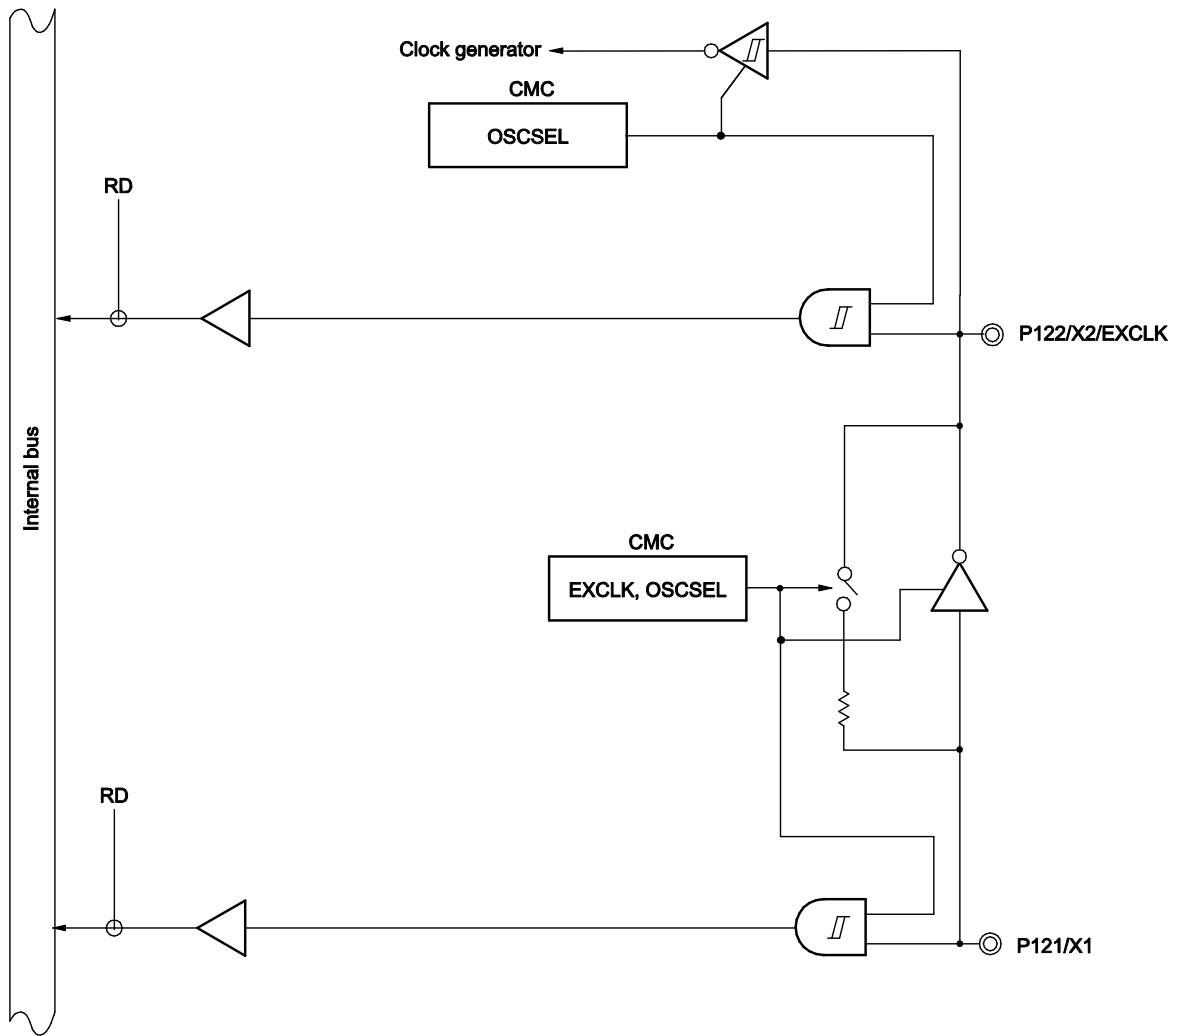 Clock generator
CMC
OSCSEL
RD
P122/X2/EXCLK
Internal bus
CMC
EXCLK, OSCSEL
RD
P121/X1